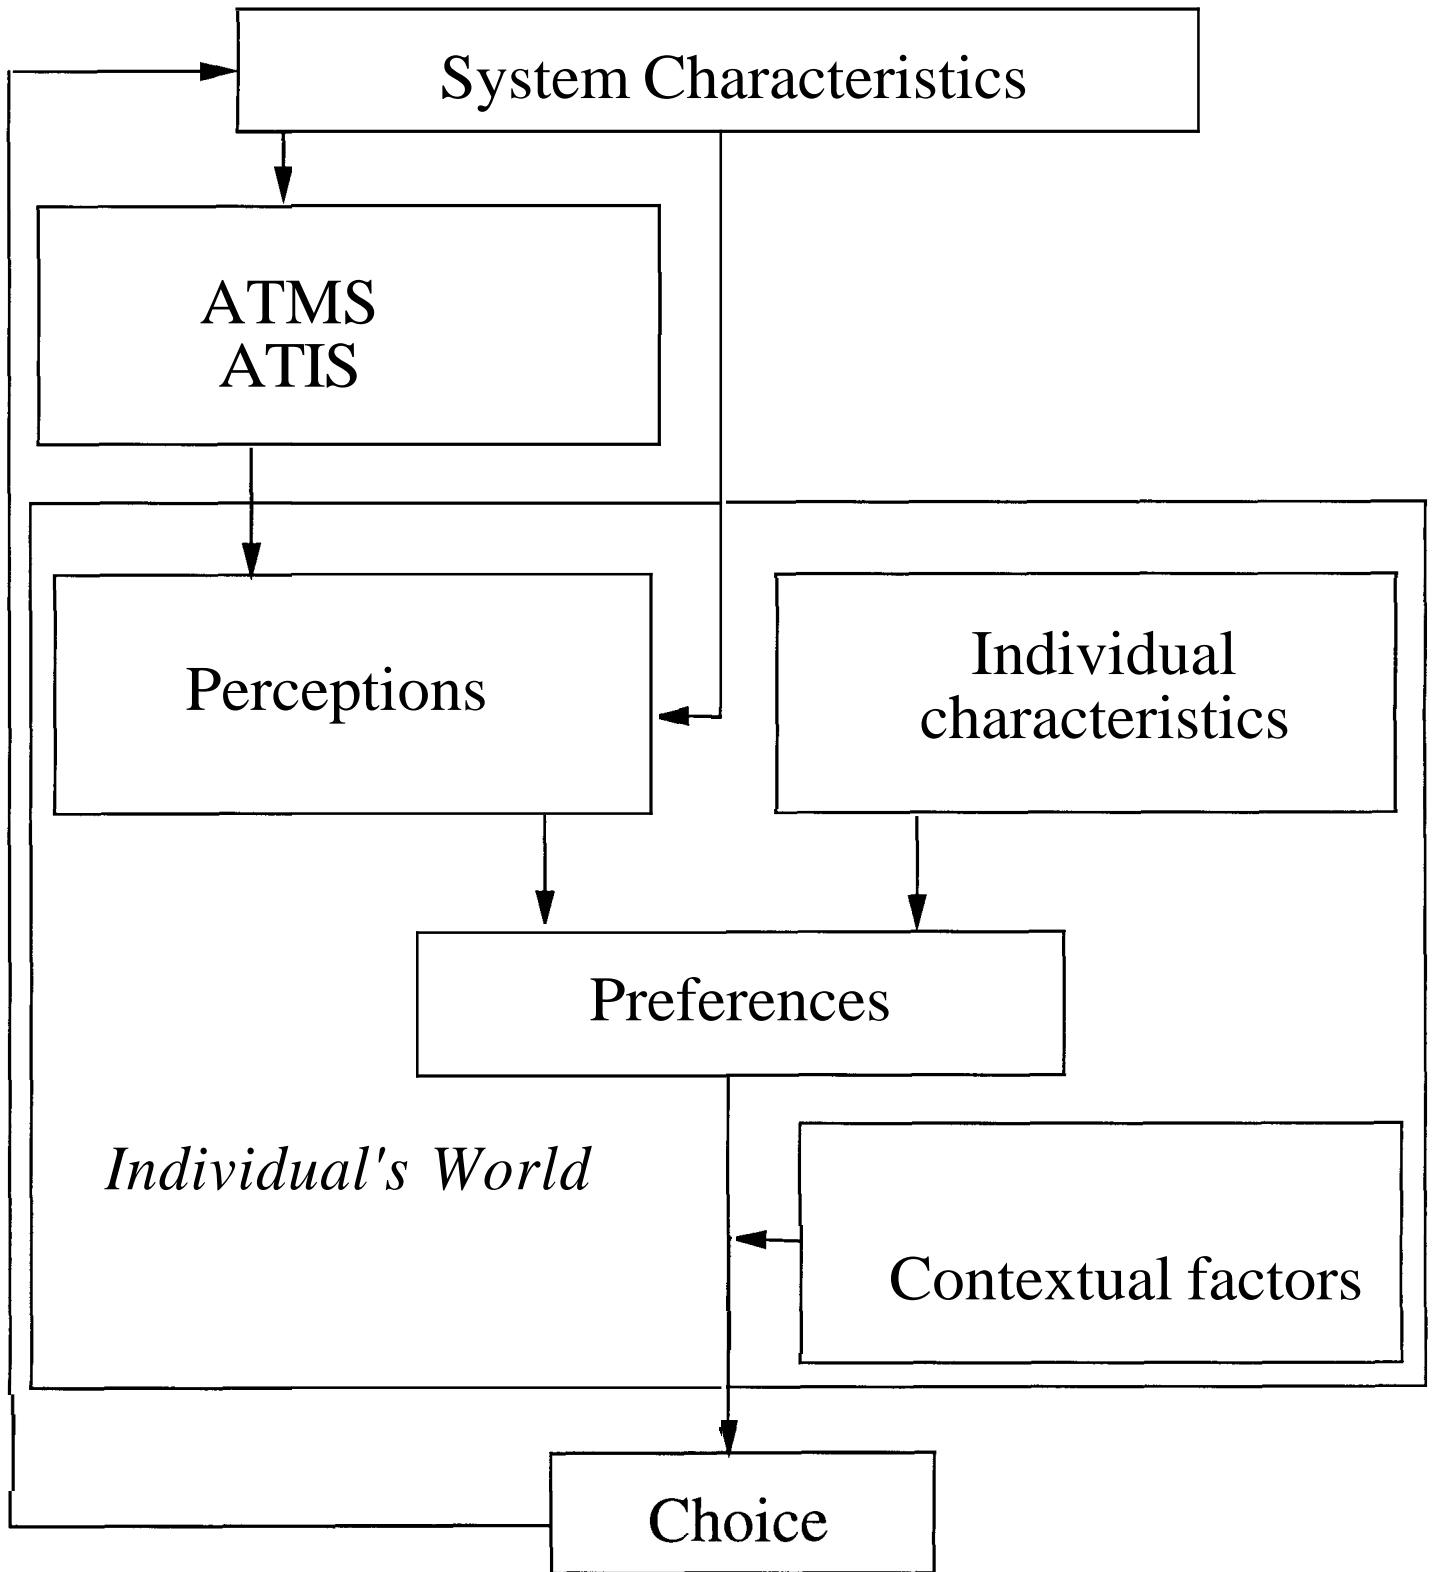 System Characteristics
ATMS
ATIS
Perceptions
Individual
characteristics
Preferences
Individual's World
Contextual factors
Choice